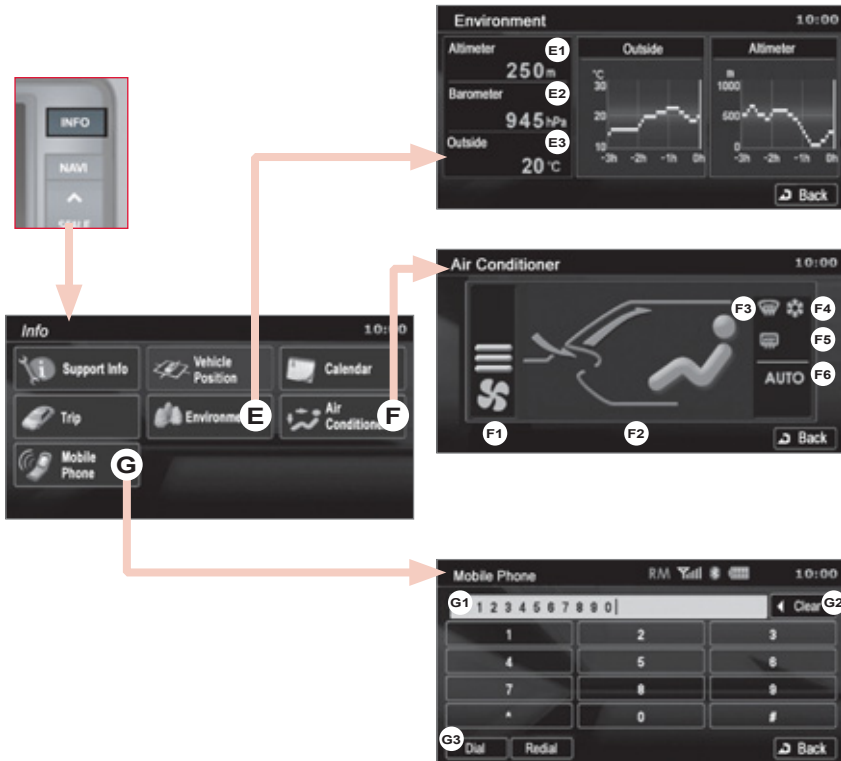 Environment 10:00
Altimeter E1
250 m
Barometer E2
945 hPa
Outside E3
20 °C
Outside
°C
30
20
10
-3h -2h -1h 0h
Altimeter
m
1000
500
0
-3h -2h -1h 0h
Back
INFO
NAVI
Air Conditioner 10:00
F3 F4
F5
AUTO F6
F1 F2
Back
Info 10:00
Support Info
Vehicle
Position
Calendar
Trip
E
Air
F
Mobile
Phone
G
Mobile Phone RM 10:00
G1 1 2 3 4 5 6 7 8 9 0 Clear G2
1 2 3
4 5 6
7 8 9
* 0 #
G3
Dial Redial Back